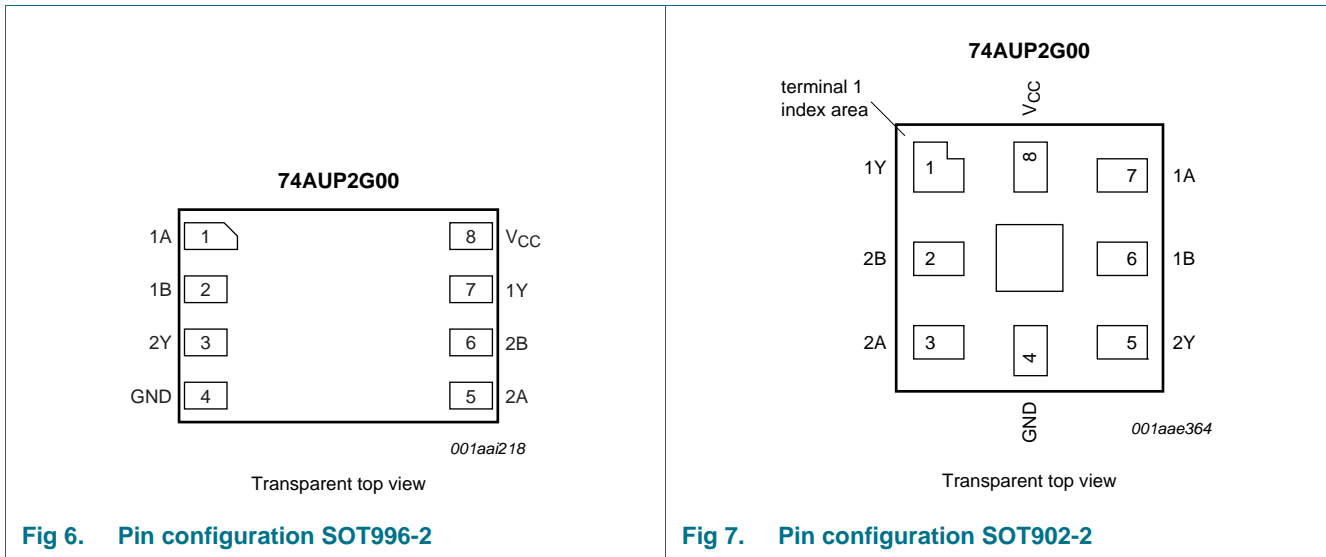 74AUP2G00
1A 1 8 VCC
1B 2 7 1Y
2Y 3 6 2B
GND 4 5 2A
001aai218
Transparent top view
Fig 6. Pin configuration SOT996-2
74AUP2G00
terminal 1
index area
VCC
1Y 1 8 7 1A
2B 2 6 1B
2A 3 4 5 2Y
GND
001aae364
Transparent top view
Fig 7. Pin configuration SOT902-2